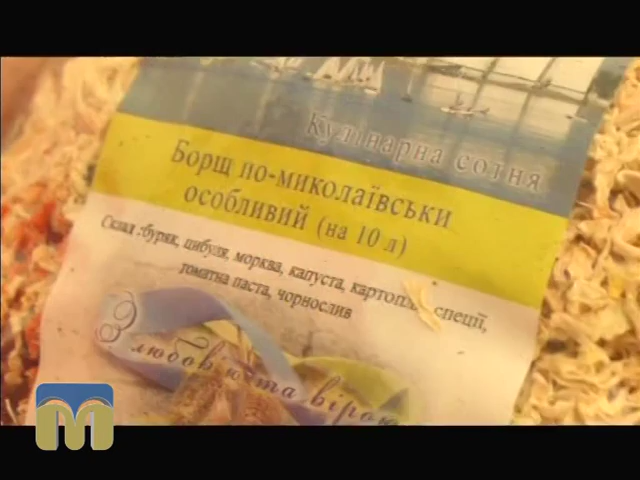 Кулінарна сотня
Борщ по-миколаївськи
особливий (на 10 л)
Склад :буряк, цибуля, морква, капуста, картопля, спеції,
томатна паста, чорнослив
З любов'ю та вірою
М